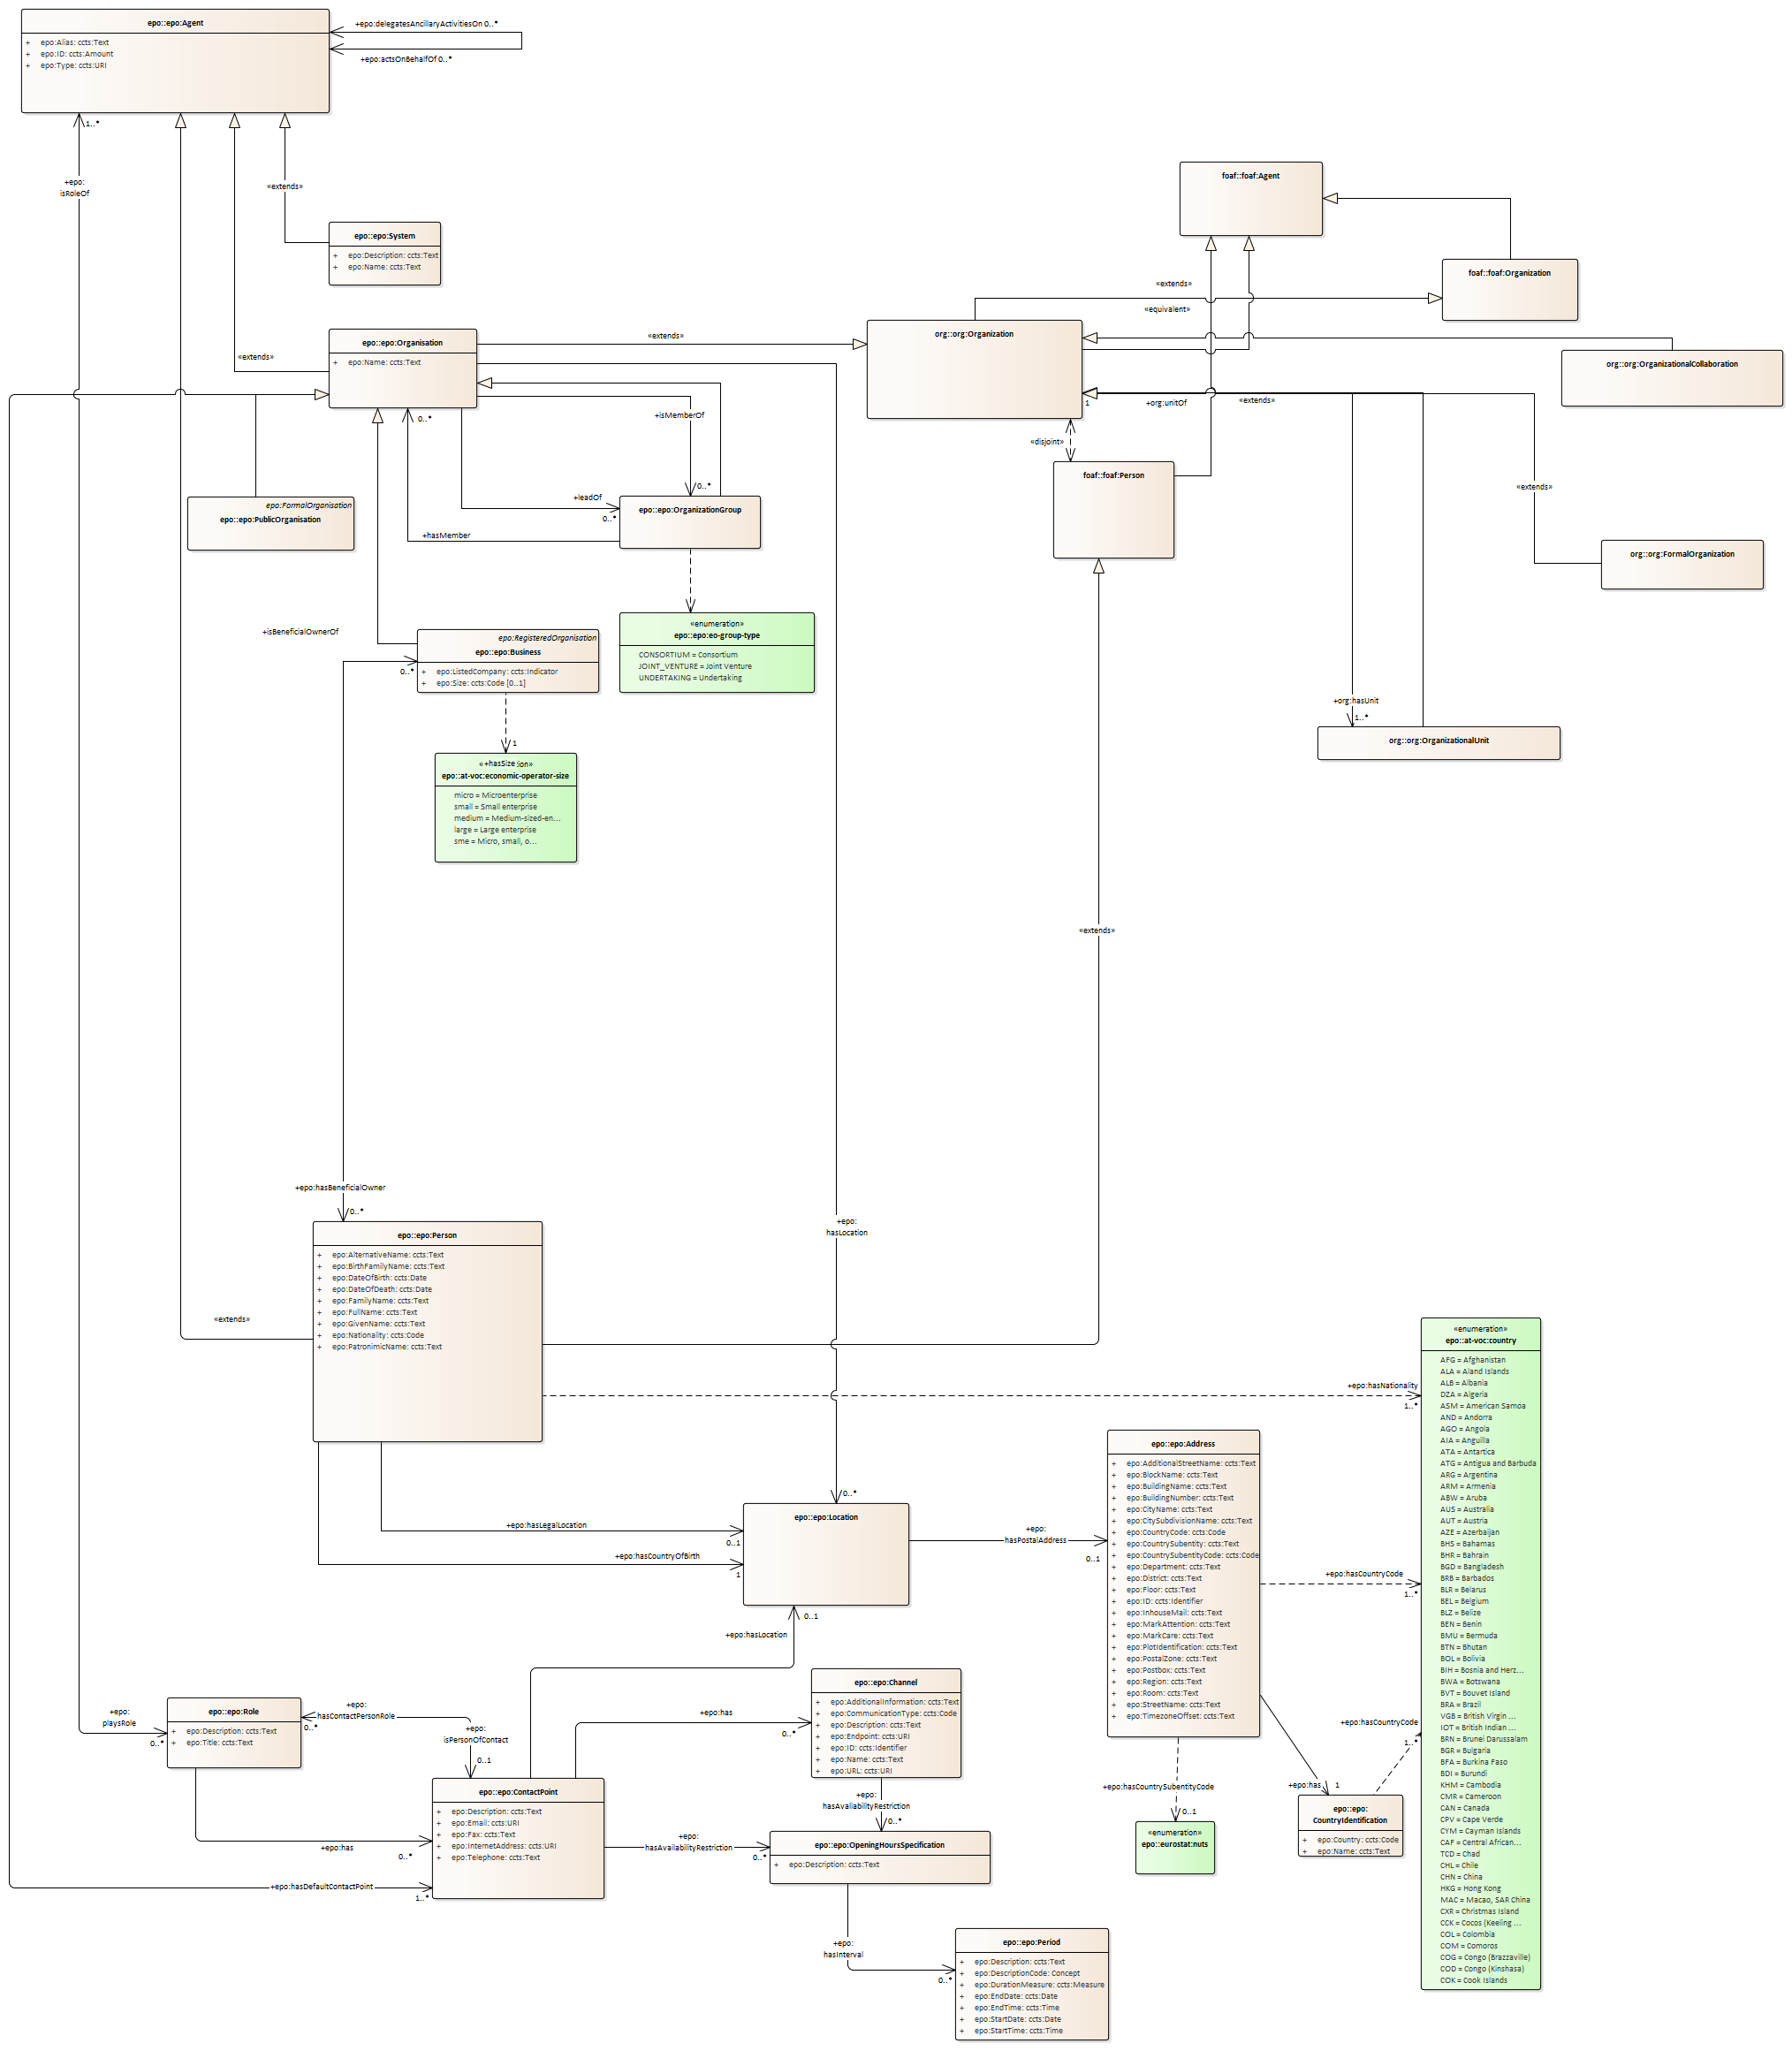 epo::epo:Agent
+ epo:Alias: ccts:Text
+ epo:ID: ccts:Amount
+ epo:Type: ccts:URI
+epo:delegatesAncillaryActivitiesOn 0..*
+epo:actsOnBehalfOf 0..*
1..*
+epo:
isRoleOf
«extends»
epo::epo:System
+ epo:Description: ccts:Text
+ epo:Name: ccts:Text
foaf::foaf:Agent
foaf::foaf:Organization
«extends»
«equivalent»
epo::epo:Organisation
+ epo:Name: ccts:Text
«extends»
«extends»
org::org:Organization
org::org:OrganizationalCollaboration
1
+org:unitOf
«extends»
+isMemberOf
0..*
«disjoint»
foaf::foaf:Person
«extends»
0..*
+leadOf
0..*
epo::epo:OrganizationGroup
+hasMember
epo:FormalOrganisation
epo::epo:PublicOrganisation
org::org:FormalOrganization
«enumeration»
epo::epo:eo-group-type
CONSORTIUM = Consortium
JOINT_VENTURE = Joint Venture
UNDERTAKING = Undertaking
+isBeneficialOwnerOf
0..*
epo:RegisteredOrganisation
epo::epo:Business
+ epo:ListedCompany: ccts:Indicator
+ epo:Size: ccts:Code [0..1]
+org:hasUnit
1..*
org::org:OrganizationalUnit
1
«+hasSize :on»
epo::at-voc:economic-operator-size
micro = Microenterprise
small = Small enterprise
medium = Medium-sized-en...
large = Large enterprise
sme = Micro, small, o...
«extends»
+epo:hasBeneficialOwner
0..*
+epo:
hasLocation
epo::epo:Person
+ epo:AlternativeName: ccts:Text
+ epo:BirthFamilyName: ccts:Text
+ epo:DateOfBirth: ccts:Date
+ epo:DateOfDeath: ccts:Date
+ epo:FamilyName: ccts:Text
+ epo:FullName: ccts:Text
+ epo:GivenName: ccts:Text
+ epo:Nationality: ccts:Code
+ epo:PatronimicName: ccts:Text
«extends»
+epo:hasNationality
1..*
«enumeration»
epo::at-voc:country
AFG = Afghanistan
ALA = Aland Islands
ALB = Albania
DZA = Algeria
ASM = American Samoa
AND = Andorra
AGO = Angola
AIA = Anguilla
ATA = Antartica
ATG = Antigua and Barbuda
ARG = Argentina
ARM = Armenia
ABW = Aruba
AUS = Australia
AUT = Austria
AZE = Azerbaijan
BHS = Bahamas
BHR = Bahrain
BGD = Bangladesh
BRB = Barbados
BLR = Belarus
BEL = Belgium
BLZ = Belize
BEN = Benin
BMU = Bermuda
BTN = Bhutan
BOL = Bolivia
BIH = Bosnia and Herz...
BWA = Botswana
BVT = Bouvet Island
BRA = Brazil
VGB = British Virgin ...
IOT = British Indian ...
BRN = Brunei Darussalam
BGR = Bulgaria
BFA = Burkina Faso
BDI = Burundi
KHM = Cambodia
CMR = Cameroon
CAN = Canada
CPV = Cape Verde
CYM = Cayman Islands
CAF = Central African...
TCD = Chad
CHL = Chile
CHN = China
HKG = Hong Kong
MAC = Macao, SAR China
CXR = Christmas Island
CCK = Cocos (Keeling ...
COL = Colombia
COM = Comoros
COG = Congo (Brazzaville)
COD = Congo (Kinshasa)
COK = Cook Islands
0..*
+epo:hasLegalLocation
0..1
+epo:hasCountryOfBirth
1
epo::epo:Location
+epo:
hasPostalAddress
0..1
epo::epo:Address
+ epo:AdditionalStreetName: ccts:Text
+ epo:BlockName: ccts:Text
+ epo:BuildingName: ccts:Text
+ epo:BuildingNumber: ccts:Text
+ epo:CityName: ccts:Text
+ epo:CitySubdivisionName: ccts:Text
+ epo:CountryCode: ccts:Code
+ epo:CountrySubentity: ccts:Text
+ epo:CountrySubentityCode: ccts:Code
+ epo:Department: ccts:Text
+ epo:District: ccts:Text
+ epo:Floor: ccts:Text
+ epo:ID: ccts:Identifier
+ epo:InhouseMail: ccts:Text
+ epo:MarkAttention: ccts:Text
+ epo:MarkCare: ccts:Text
+ epo:PlotIdentification: ccts:Text
+ epo:PostalZone: ccts:Text
+ epo:Postbox: ccts:Text
+ epo:Region: ccts:Text
+ epo:Room: ccts:Text
+ epo:StreetName: ccts:Text
+ epo:TimezoneOffset: ccts:Text
+epo:hasCountryCode
1..*
0..1
+epo:hasLocation
epo::epo:Channel
+ epo:AdditionalInformation: ccts:Text
+ epo:CommunicationType: ccts:Code
+ epo:Description: ccts:Text
+ epo:Endpoint: ccts:URI
+ epo:ID: ccts:Identifier
+ epo:Name: ccts:Text
+ epo:URL: ccts:URI
+epo:
playsRole
0..*
epo::epo:Role
+ epo:Description: ccts:Text
+ epo:Title: ccts:Text
+epo:
hasContactPersonRole
0..*
+epo:
isPersonOfContact
0..1
+epo:has
0..*
+epo:hasCountryCode
1..*
epo::epo:ContactPoint
+ epo:Description: ccts:Text
+ epo:Email: ccts:URI
+ epo:Fax: ccts:Text
+ epo:InternetAddress: ccts:URI
+ epo:Telephone: ccts:Text
+epo:
hasAvaliabilityRestriction
0..*
+epo:hasCountrySubentityCode
0..1
+epo:has 1
epo::epo:
CountryIdentification
+ epo:Country: ccts:Code
+ epo:Name: ccts:Text
«enumeration»
epo::eurostat:nuts
+epo:has
0..*
+epo:
hasAvailabilityRestriction
0..*
epo::epo:OpeningHoursSpecification
+ epo:Description: ccts:Text
+epo:hasDefaultContactPoint
1..*
+epo:
hasInterval
0..*
epo::epo:Period
+ epo:Description: ccts:Text
+ epo:DescriptionCode: Concept
+ epo:DurationMeasure: ccts:Measure
+ epo:EndDate: ccts:Date
+ epo:EndTime: ccts:Time
+ epo:StartDate: ccts:Date
+ epo:StartTime: ccts:Time